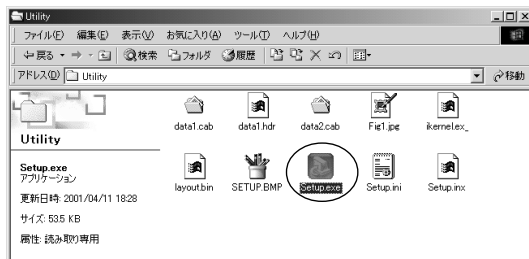 Utility
ファイル(F) 編集(E) 表示(V) お気に入り(A) ツール(T) ヘルプ(H)
戻る 検索 フォルダ 履歴
アドレス(D) Utility 移動
Utility
Setup.exe
アプリケーション
更新日時: 2001/04/11 18:28
サイズ: 53.5 KB
属性: 読み取り専用
data1.cab data1.hdr data2.cab Fig1.jpg ikernel.ex_
layout.bin SETUP.BMP Setup.exe Setup.ini Setup.inx